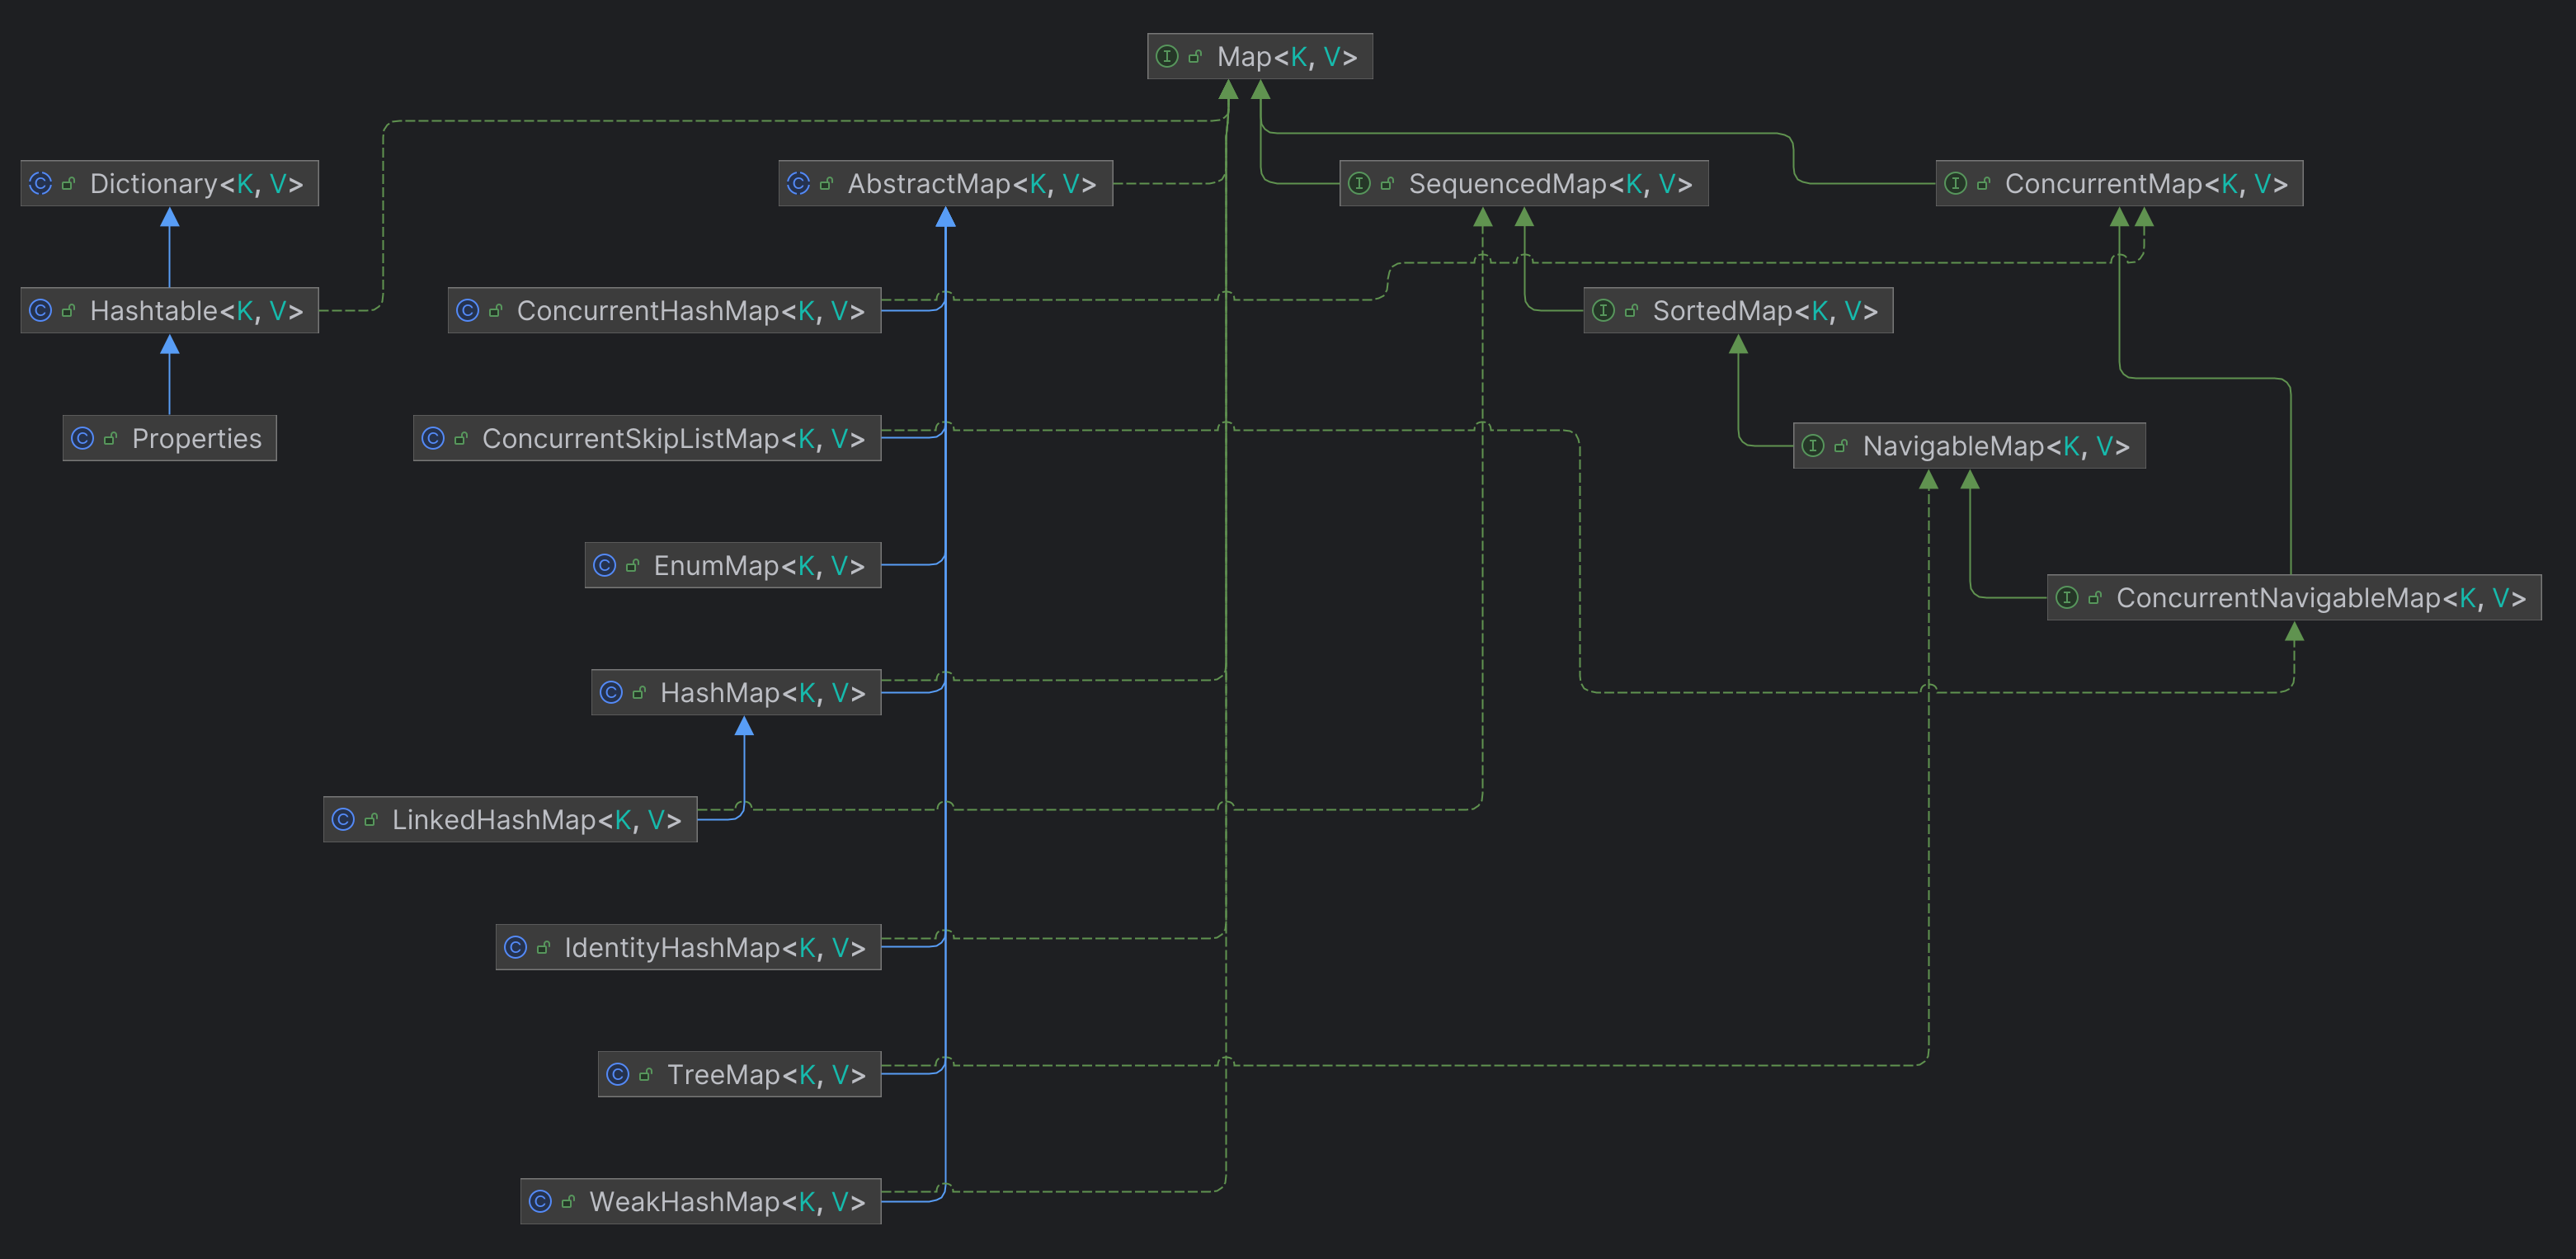 Map<K, V>
Dictionary<K, V>
AbstractMap<K, V>
SequencedMap<K, V>
ConcurrentMap<K, V>
Hashtable<K, V>
ConcurrentHashMap<K, V>
SortedMap<K, V>
Properties
ConcurrentSkipListMap<K, V>
NavigableMap<K, V>
EnumMap<K, V>
ConcurrentNavigableMap<K, V>
HashMap<K, V>
LinkedHashMap<K, V>
IdentityHashMap<K, V>
TreeMap<K, V>
WeakHashMap<K, V>